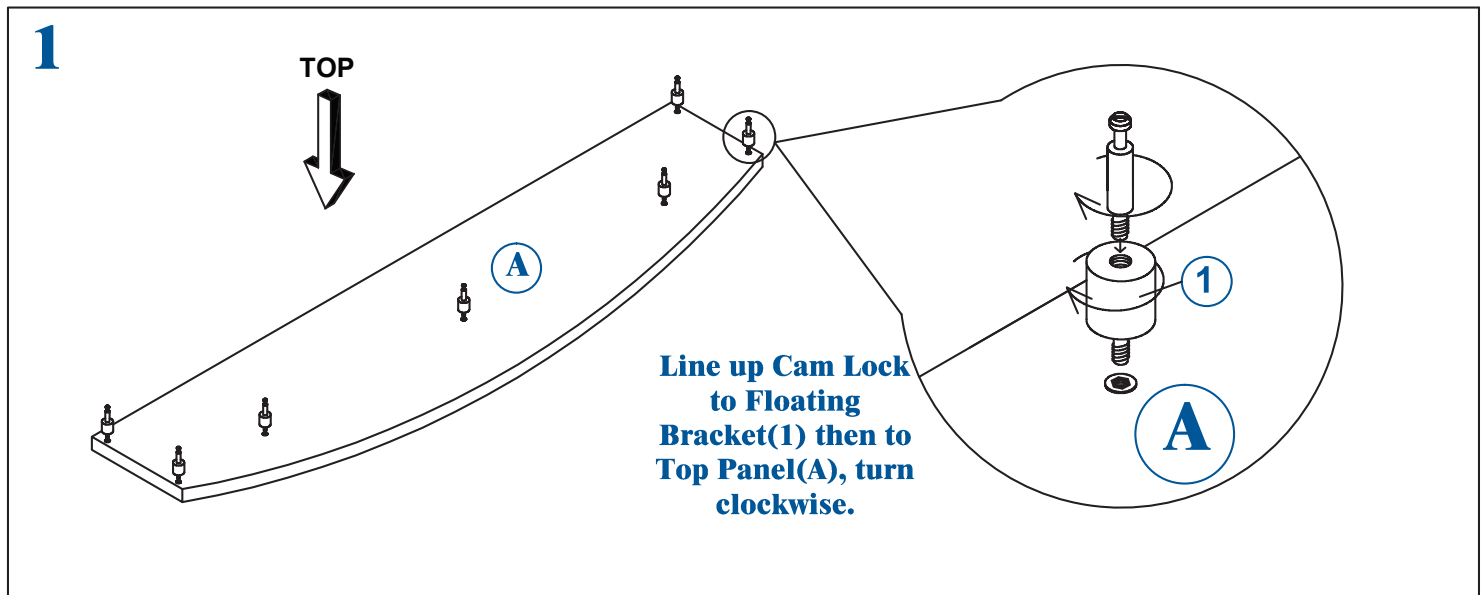 1
TOP
A
1
Line up Cam Lock
to Floating
Bracket(1) then to
Top Panel(A), turn
clockwise.
A